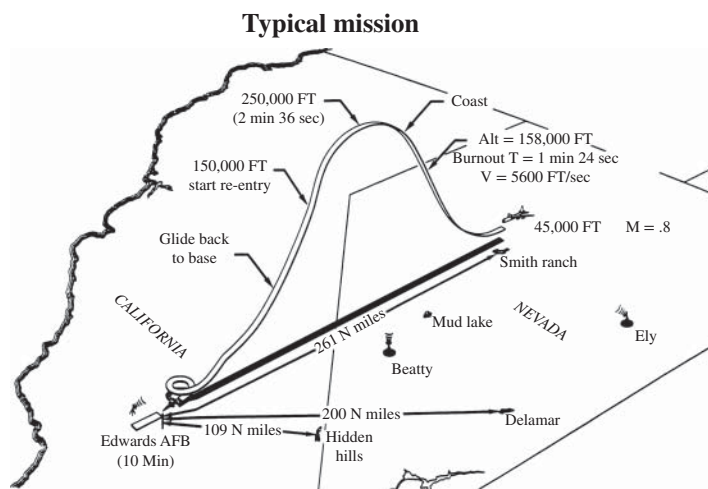 Typical mission
250,000 FT
(2 min 36 sec)
Coast
Alt = 158,000 FT
Burnout T = 1 min 24 sec
V = 5600 FT/sec
150,000 FT
start re-entry
45,000 FT M = .8
Glide back
to base
Smith ranch
CALIFORNIA
261 N miles
Mud lake
NEVADA
Ely
Beatty
200 N miles
Delamar
109 N miles
Edwards AFB
(10 Min)
Hidden
hills